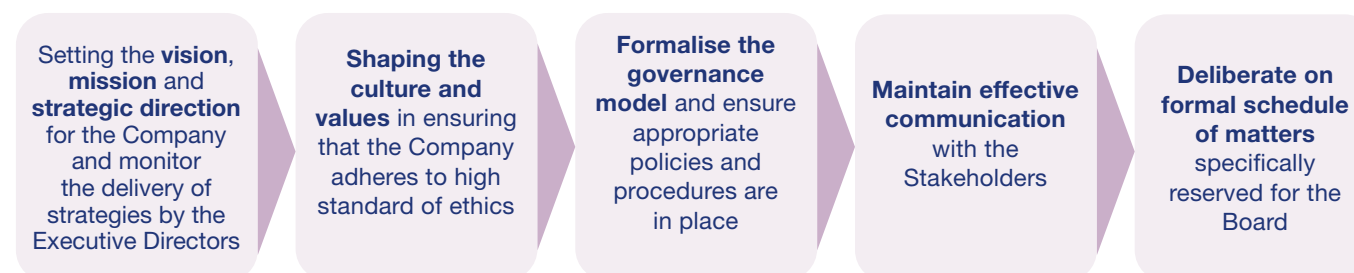 Setting the vision,
mission and
strategic direction
for the Company
and monitor
the delivery of
strategies by the
Executive Directors
Shaping the
culture and
values in ensuring
that the Company
adheres to high
standard of ethics
Formalise the
governance
model and ensure
appropriate
policies and
procedures are
in place
Maintain effective
communication
with the
Stakeholders
Deliberate on
formal schedule
of matters
specifically
reserved for the
Board